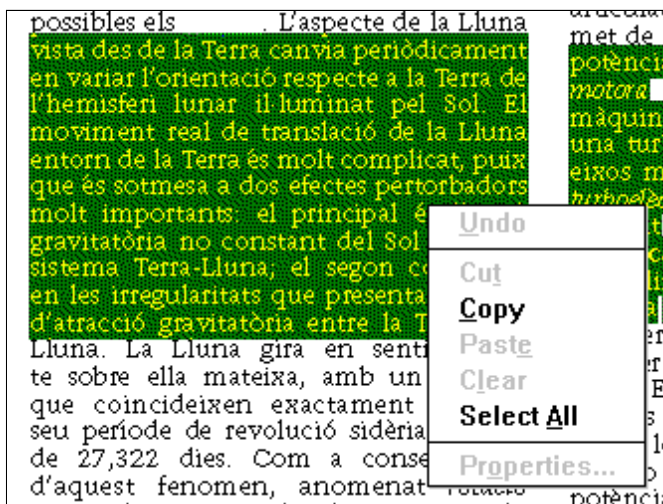 possibles els . L'aspecte de la Lluna
vista des de la Terra canvia periòdicament
en variar l'orientació respecte a la Terra de
l'hemisferi lunar il·luminat pel Sol. El
moviment real de translació de la Lluna
entorn de la Terra és molt complicat, puix
que és sotmesa a dos efectes pertorbadors
molt importants: el principal é
gravitatòria no constant del Sol
sistema Terra-Lluna; el segon c
en les irregularitats que presenta
d'atracció gravitatòria entre la T
Lluna. La Lluna gira en senti
te sobre ella mateixa, amb un
que coincideixen exactament
seu període de revolució sidèria
de 27,322 dies. Com a conse
d'aquest fenomen, anomenat
met de
potència
motora
màquin
una tur
eixos m
Undo
Cut
Copy
Paste
Clear
Select All
Properties...
potènci